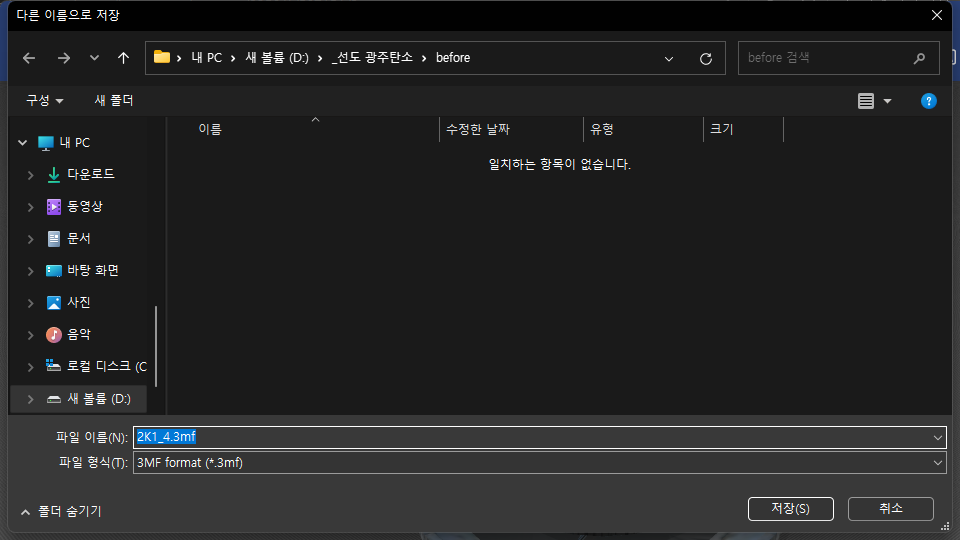 다른 이름으로 저장
내 PC > 새 볼륨 (D:) > _선도 광주탄소 > before
before 검색
구성
새 폴더
내 PC
다운로드
동영상
문서
바탕 화면
사진
음악
로컬 디스크 (C
새 볼륨 (D:)
이름
수정한 날짜
유형
크기
일치하는 항목이 없습니다.
파일 이름(N): 2K1_4.3mf
파일 형식(T): 3MF format (*.3mf)
폴더 숨기기
저장(S)
취소